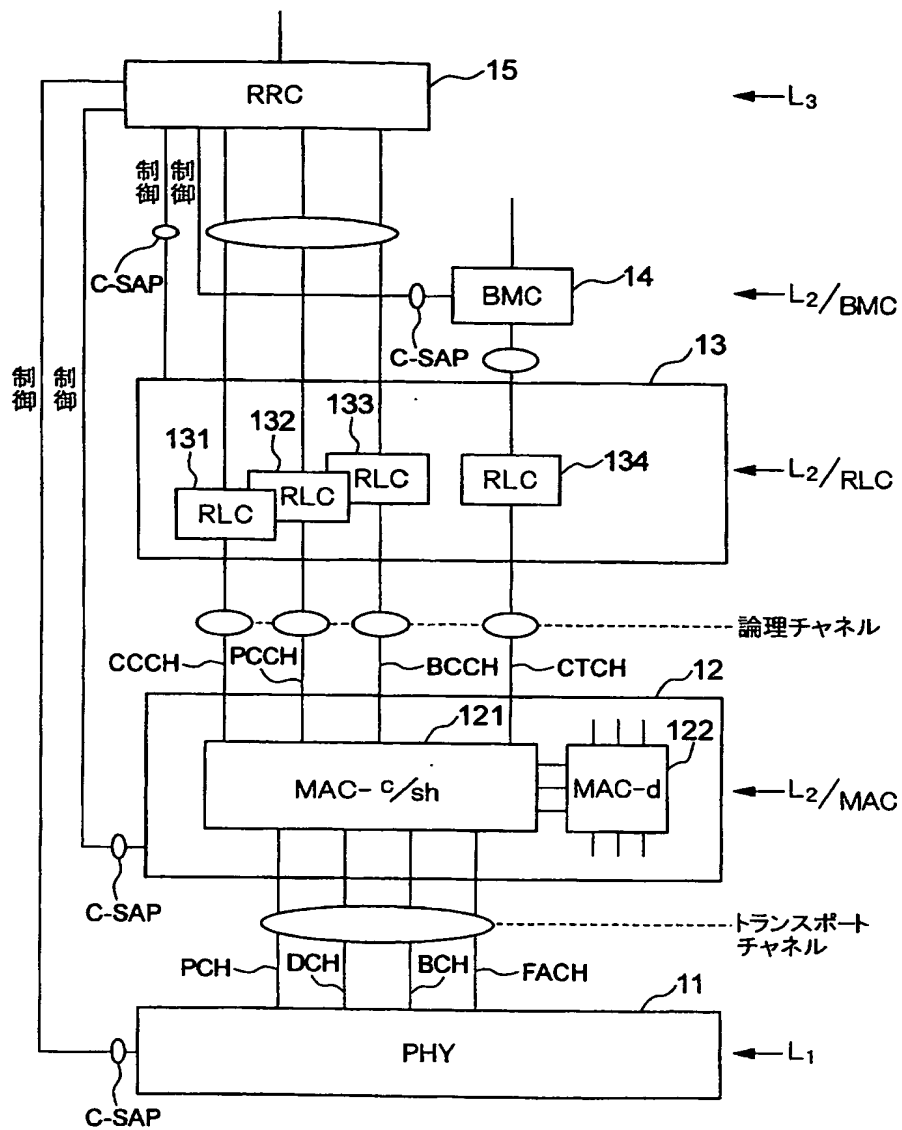 15
RRC
L3
制御
制御
C-SAP
14
BMC
L2/BMC
C-SAP
制御
制御
13
133
132
131
134
RLC
RLC
RLC
RLC
L2/RLC
論理チャネル
CCCH
PCCH
BCCH
CTCH
12
121
122
MAC-c/sh
MAC-d
L2/MAC
C-SAP
トランスポート
チャネル
PCH
DCH
BCH
FACH
11
PHY
L1
C-SAP